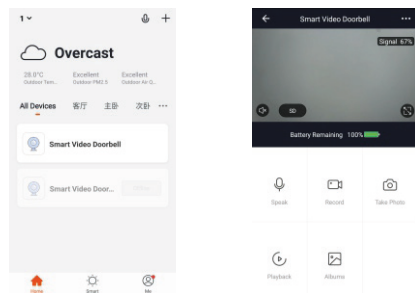 1
Overcast
28.0°C Excellent Excellent
Outdoor Tem... Outdoor PM2.5 Outdoor Air Q...
All Devices 客厅 主卧 次卧 ...
Smart Video Doorbell
Smart Video Door...
Home Smart Me
Smart Video Doorbell ...
Signal 67%
SD
Battery Remaining 100%
Speak Record Take Photo
Playback Albums